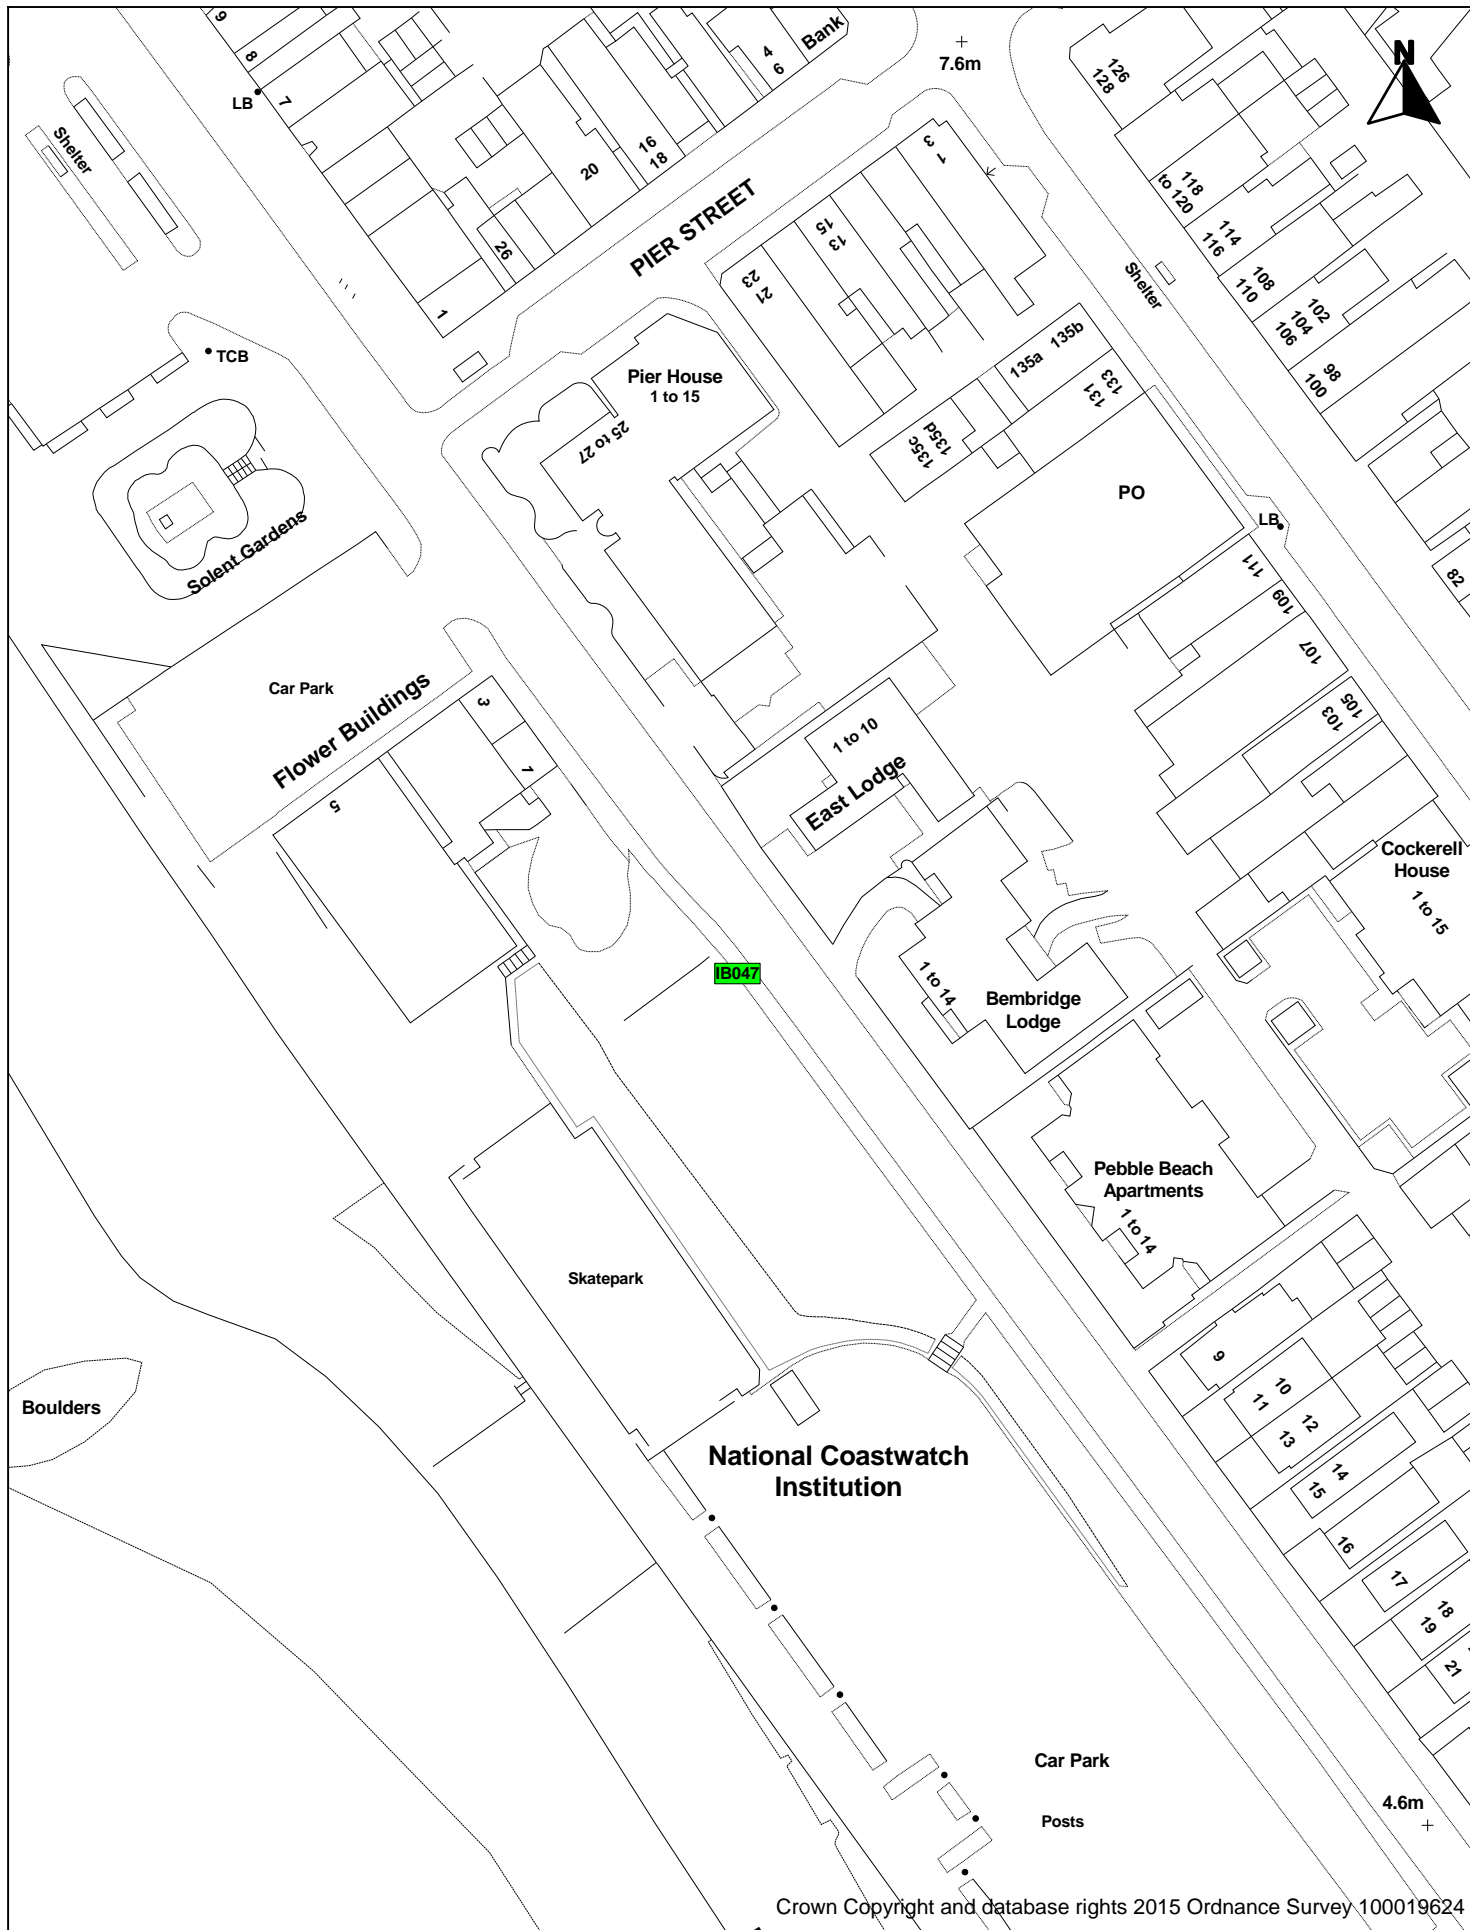 9
8
LB
7
Shelter
4
6
Bank
7.6m
126
128
N
16
18
20
3
1
118
to 120
26
PIER STREET
15
13
114
116
1
23
21
Shelter
108
110
102
104
106
TCB
Pier House
1 to 15
135a
135b
133
131
98
100
25 to 27
135c
135d
PO
LB
Solent Gardens
111
109
82
107
Car Park
Flower Buildings
3
105
103
1 to 10
1
East Lodge
5
Cockerell
House
1 to 15
IB047
1 to 14
Bembridge
Lodge
Pebble Beach
Apartments
1 to 14
Skatepark
9
10
11
Boulders
12
13
National Coastwatch
Institution
14
15
16
17
18
19
21
Car Park
4.6m
Posts
Crown Copyright and database rights 2015 Ordnance Survey 100019624